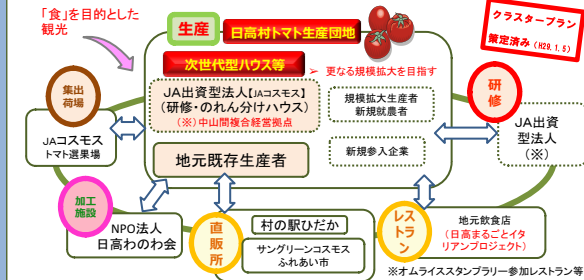 「食」を目的とした
観光
生産
日高村トマト生産団地
クラスタープラン
策定済み(H29.1.5)
次世代型ハウス等
➢ 更なる規模拡大を目指す
集出
荷場
JAコスモス
トマト選果場
JA出資型法人【JAコスモス】
(研修・のれん分けハウス)
(※)中山間複合経営拠点
地元既存生産者
規模拡大生産者
新規就農者
新規参入企業
研
修
JA出資
型法人
(※)
加工
施設
NPO法人
日高わのわ会
直
販
所
村の駅ひだか
サングリーンコスモス
ふれあい市
レ
ス
ト
ラ
ン
地元飲食店
(日高まるごとイタ
リアンプロジェクト)
※オムライススタンプラリー参加レストラン等